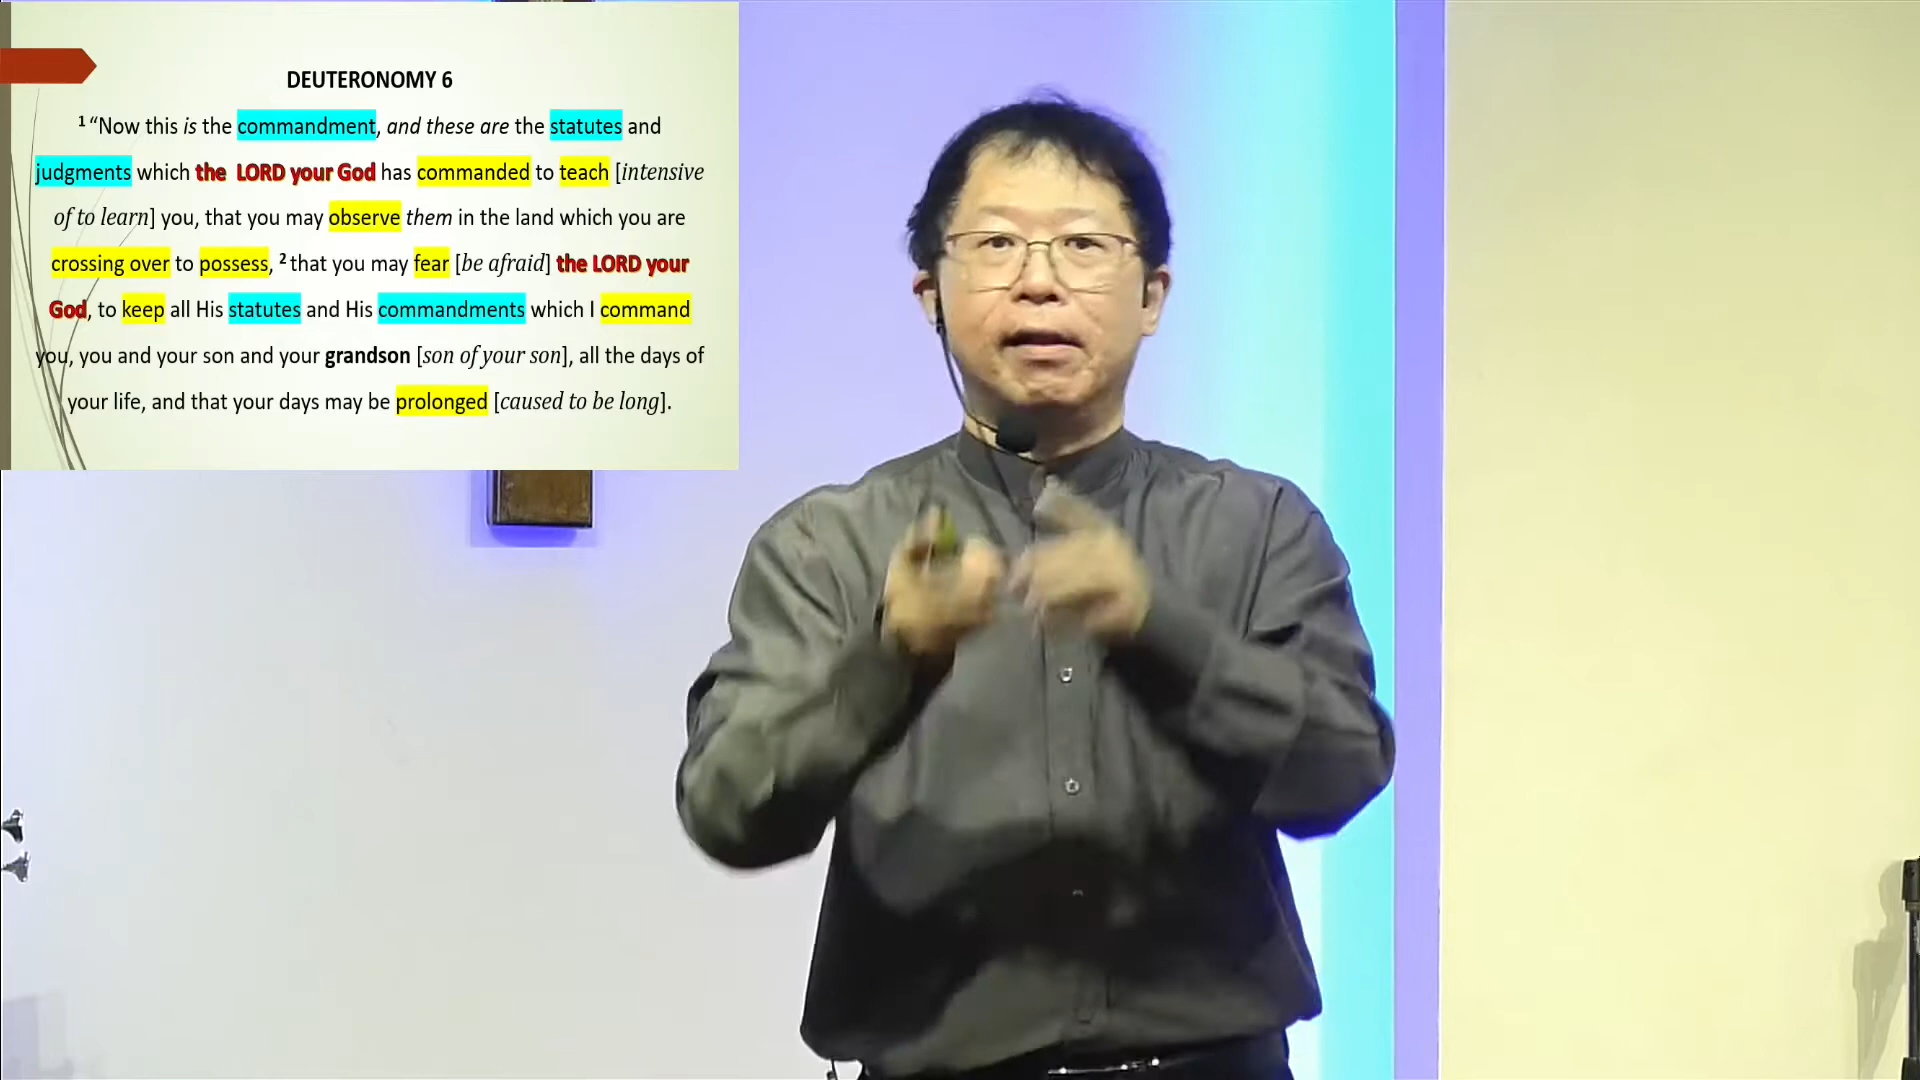 DEUTERONOMY 6
1 “Now this is the commandment, and these are the statutes and
judgments which the LORD your God has commanded to teach [intensive
of to learn] you, that you may observe them in the land which you are
crossing over to possess, 2 that you may fear [be afraid] the LORD your
God, to keep all His statutes and His commandments which I command
you, you and your son and your grandson [son of your son], all the days of
your life, and that your days may be prolonged [caused to be long].